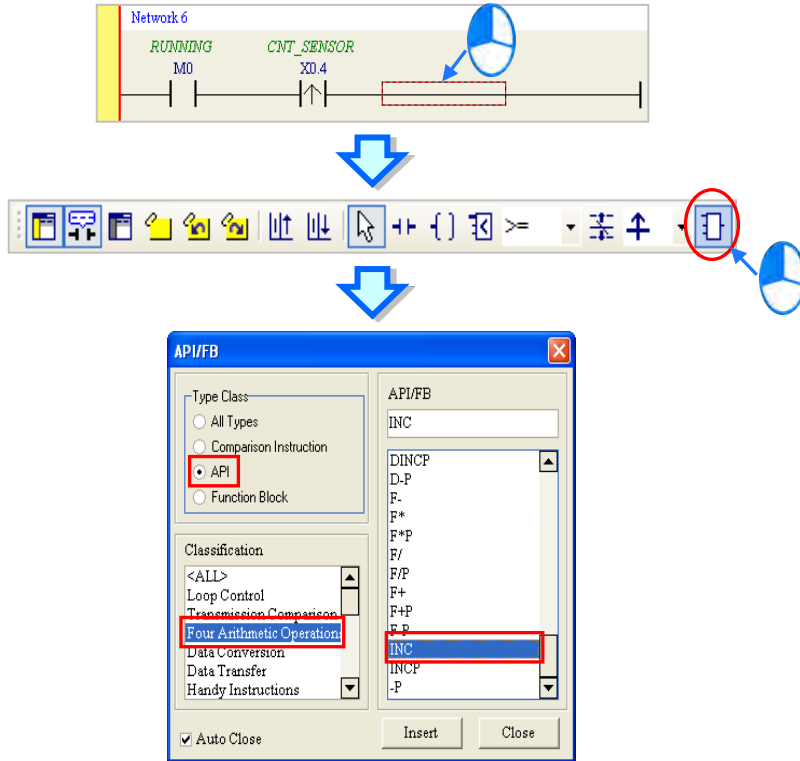 Network 6
RUNNING CNT_SENSOR
M0 X0.4
>=
API/FB
Type Class
All Types
Comparison Instruction
API
Function Block
Classification
<ALL>
Loop Control
Transmission Comparison
Four Arithmetic Operations
Data Conversion
Data Transfer
Handy Instructions
Auto Close
API/FB
INC
DINCP
D-P
F-
F*
F*P
F/
F/P
F+
F+P
F-P
INC
INCP
-P
Insert Close